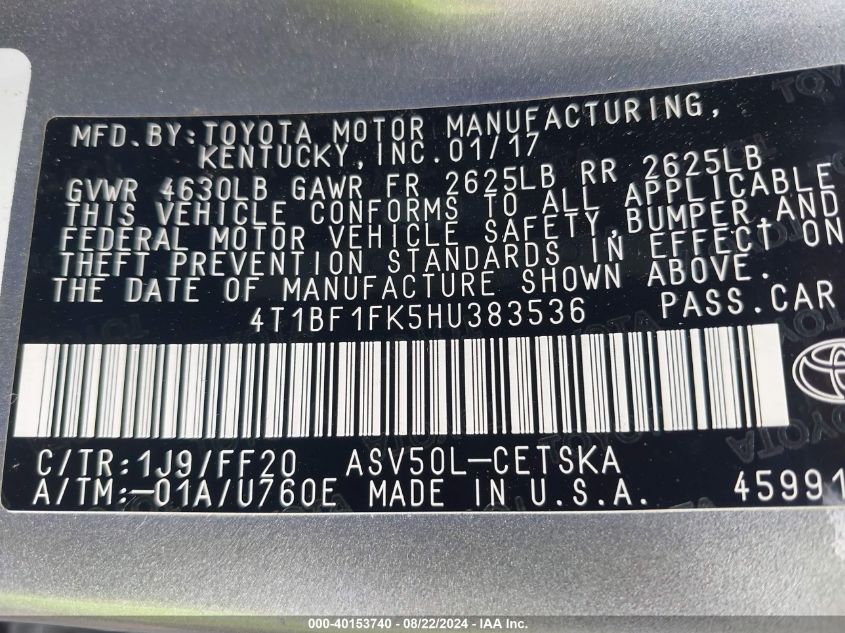 MFD.BY:TOYOTA MOTOR MANUFACTURING,
KENTUCKY,INC.01/17
GVWR 4630LB GAWR FR 2625LB RR 2625LB
THIS VEHICLE CONFORMS TO ALL APPLICABLE
FEDERAL MOTOR VEHICLE SAFETY,BUMPER,AND
THEFT PREVENTION STANDARDS IN EFFECT ON
THE DATE OF MANUFACTURE SHOWN ABOVE.
4T1BF1FK5HU383536 PASS.CAR
C/TR:1J9/FF20 ASV50L-CETSKA
A/TM:-01A/U760E MADE IN U.S.A. 45991
000-40153740 - 08/22/2024 - IAA Inc.